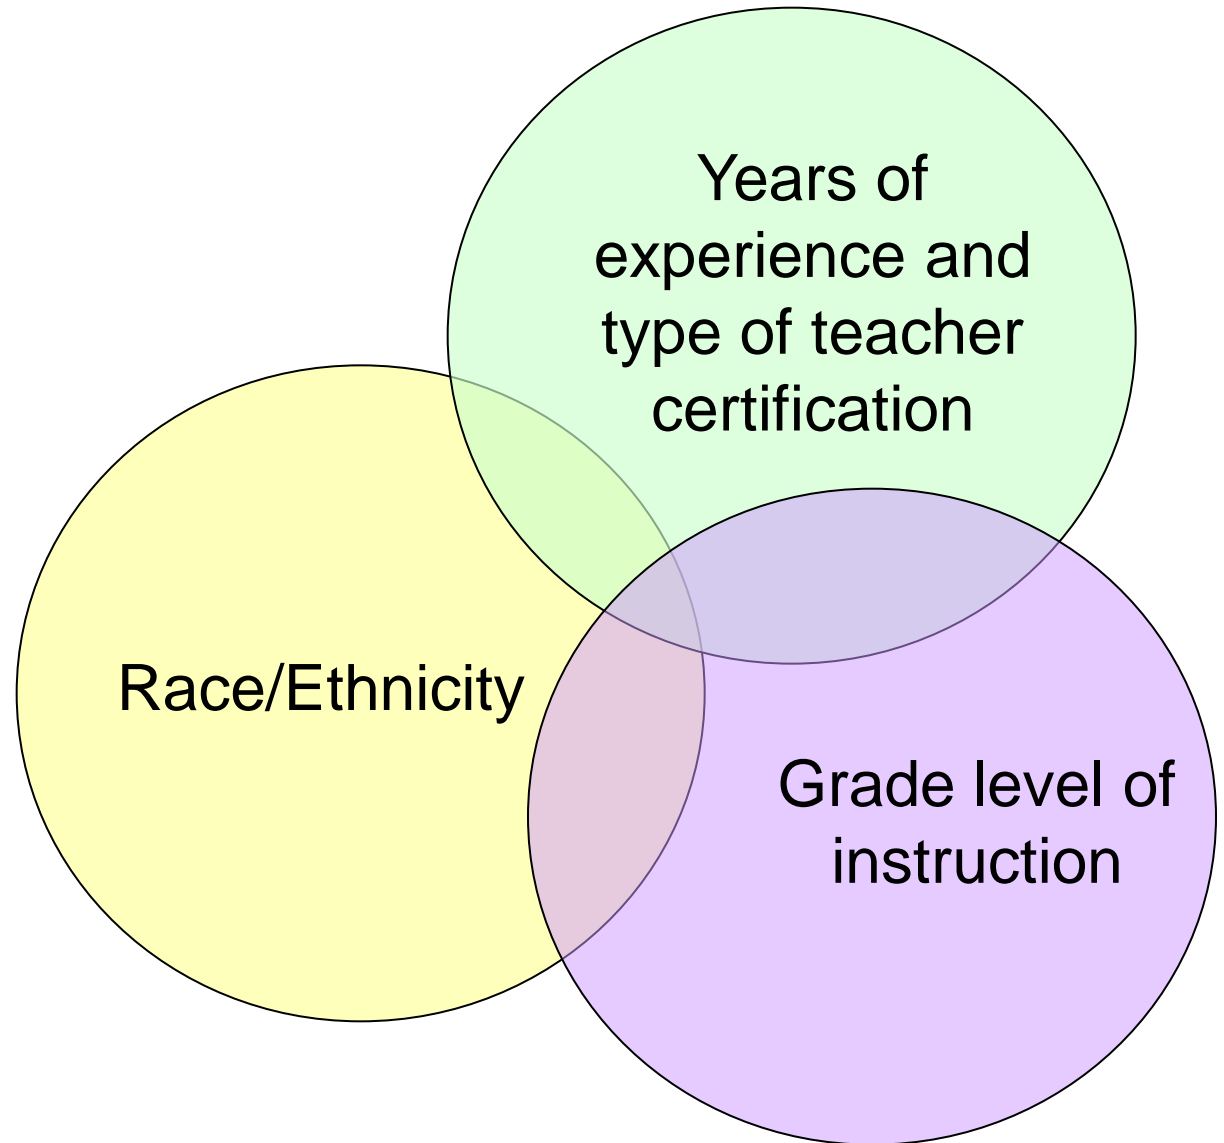 Years of
experience and
type of teacher
certification
Race/Ethnicity
Grade level of
instruction